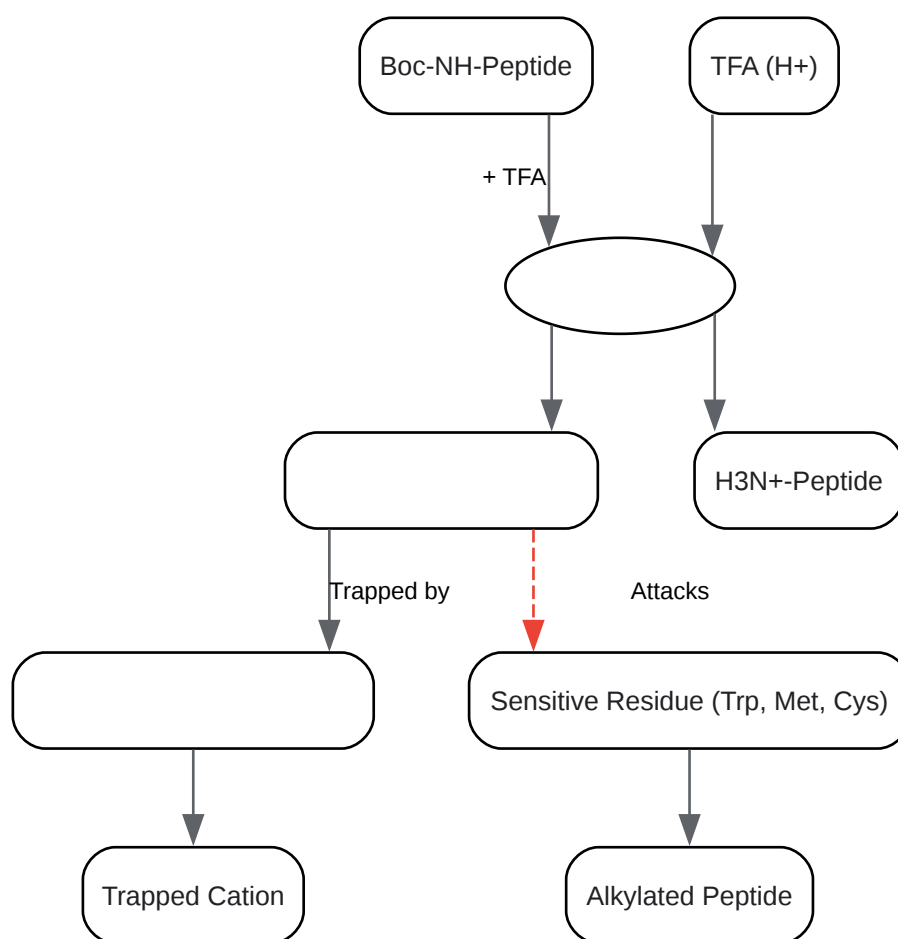 Boc-NH-Peptide
TFA (H+)
+ TFA
H3N+-Peptide
Trapped by
Attacks
Sensitive Residue (Trp, Met, Cys)
Trapped Cation
Alkylated Peptide